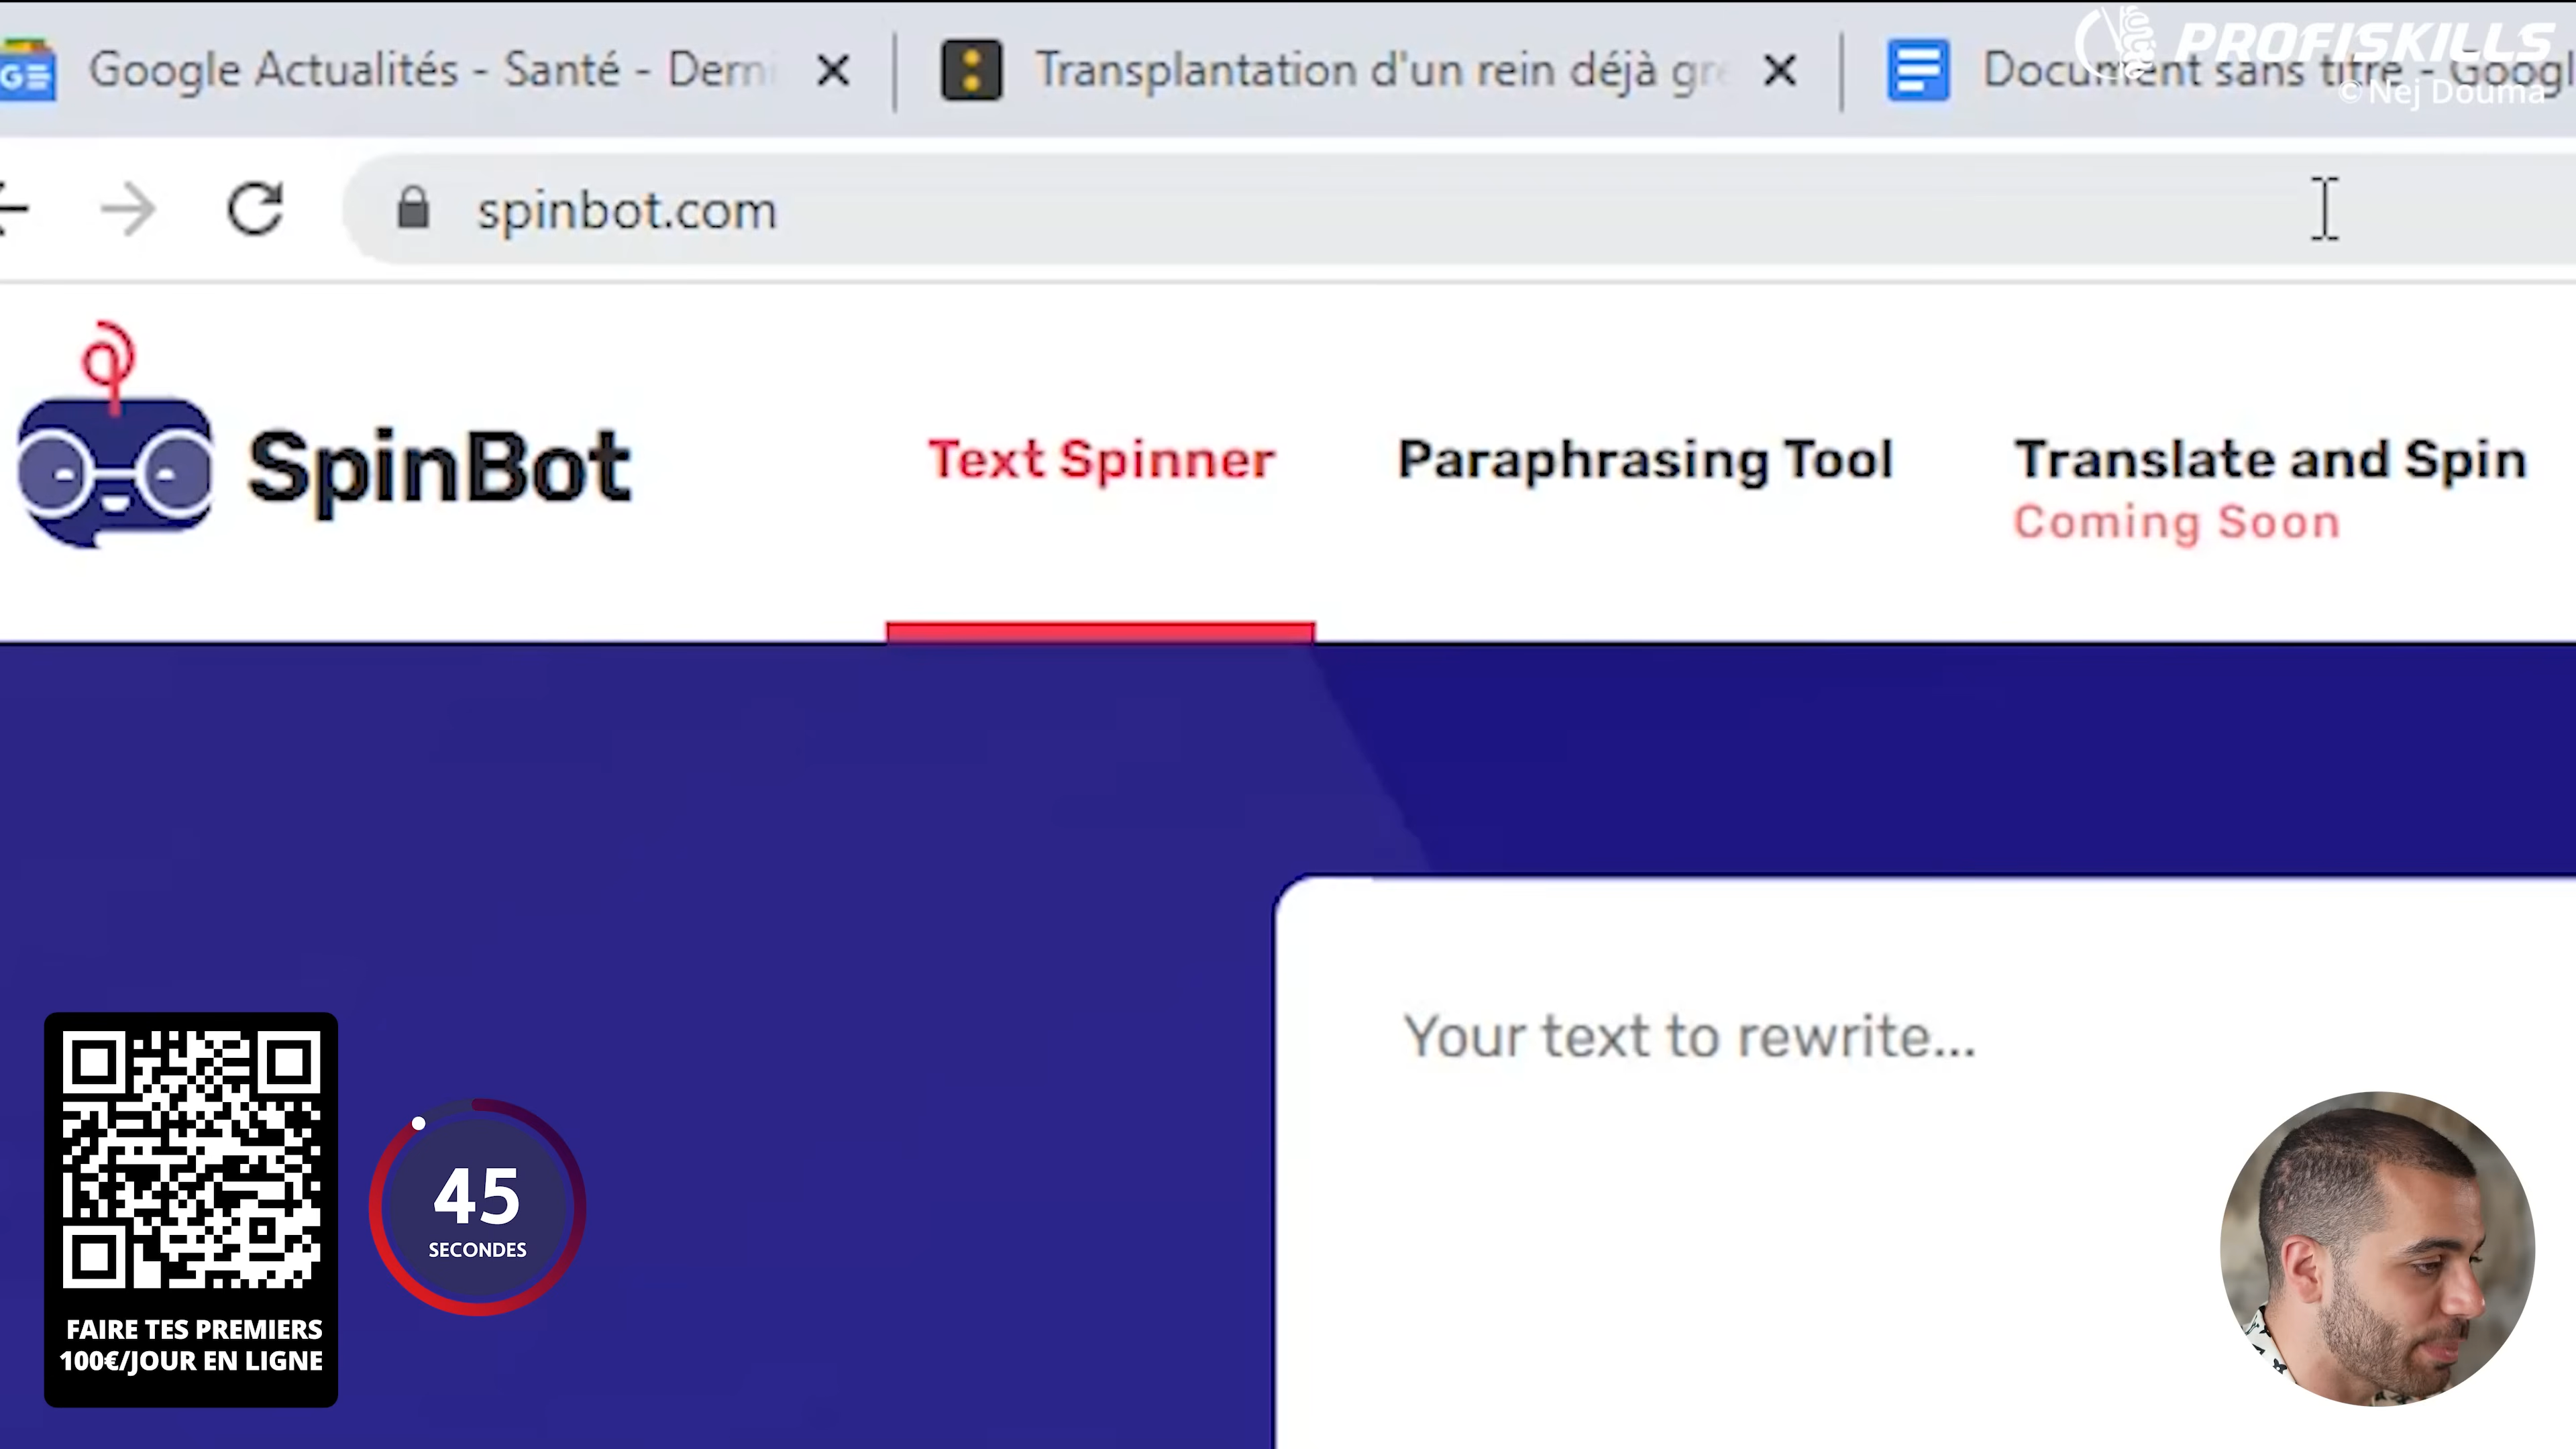 PROFISKILLS
©Nej Douma
Google Actualités - Santé - Derni
Transplantation d'un rein déjà gre
Document sans titre - Googl
spinbot.com
SpinBot
Text Spinner
Paraphrasing Tool
Translate and Spin
Coming Soon
Your text to rewrite...
45
SECONDES
FAIRE TES PREMIERS
100€/JOUR EN LIGNE